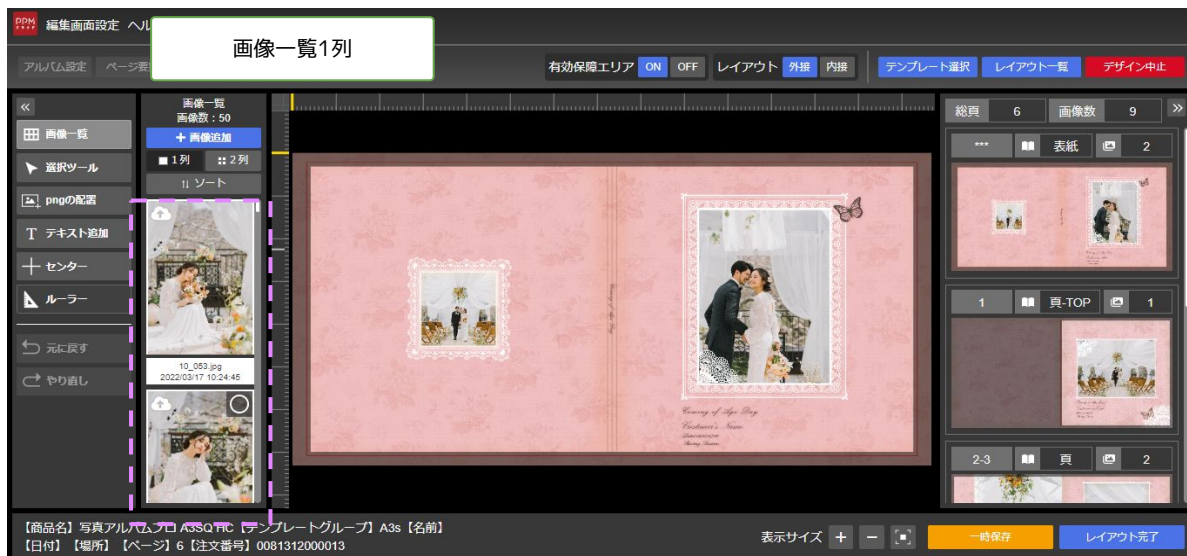 PPM
編集画面設定
画像一覧1列
アルバム設定
有効保障エリア ON OFF レイアウト 外接 内接 テンプレート選択 レイアウト一覧 デザイン中止
画像一覧
選択ツール
pngの配置
T テキスト追加
センター
ルーラー
元に戻す
やり直し
画像一覧
画像数：50
+ 画像追加
1列 2列
ソート
10_053.jpg
2022/03/17 10:24:45
Coming of Age Day
Customer's Name
総頁 6 画像数 9
*** 表紙 2
1 頁-TOP 1
2-3 頁 2
【商品名】写真アルバムプロ A3SQ HC【テンプレートグループ】A3s【名前】
【日付】【場所】【ページ】6【注文番号】0081312000013
表示サイズ + − 一時保存 レイアウト完了